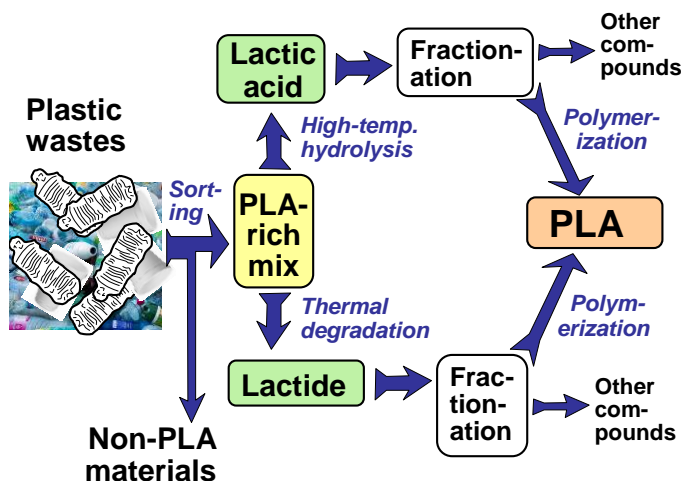 Plastic
wastes
Sort-
ing
Non-PLA
materials
PLA-
rich
mix
High-temp.
hydrolysis
Lactic
acid
Fraction-
ation
Other
com-
pounds
Polymer-
ization
PLA
Thermal
degradation
Lactide
Frac-
tion-
ation
Other
com-
pounds
Polym-
erization